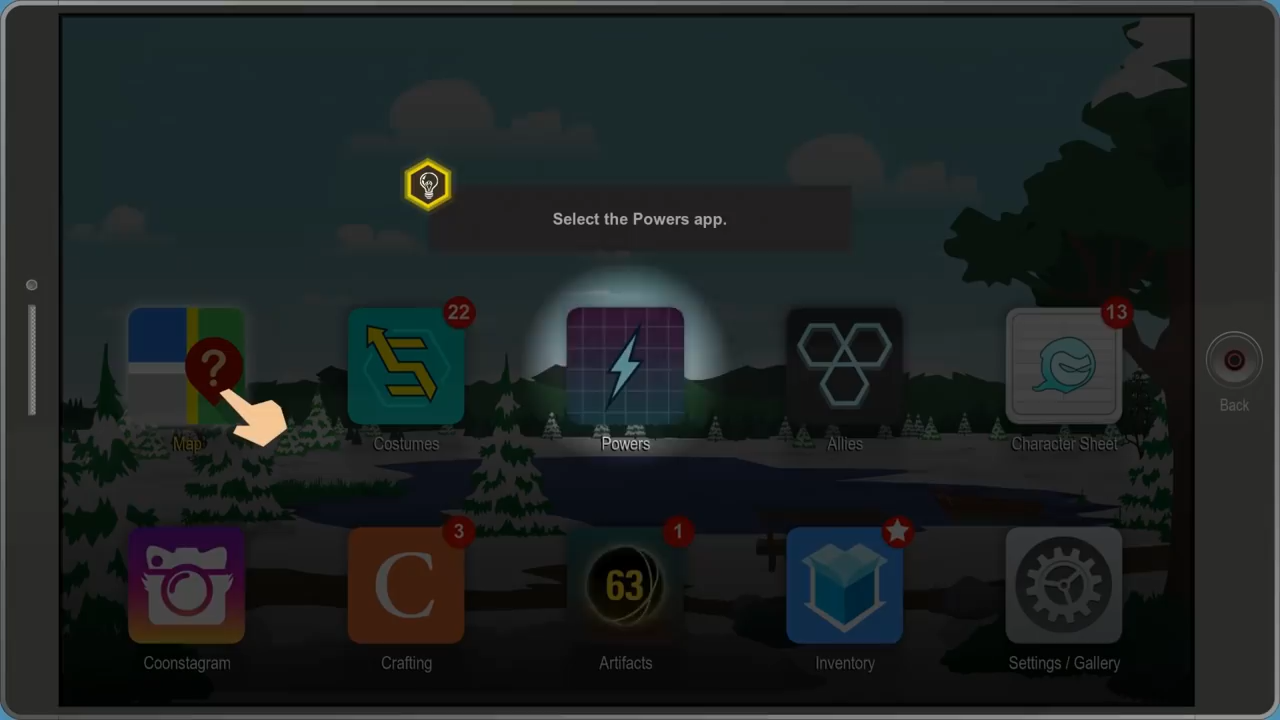 Select the Powers app.
22
13
?
Map
Costumes
Powers
Allies
Character Sheet
Back
3
1
C
63
Coonstagram
Crafting
Artifacts
Inventory
Settings / Gallery